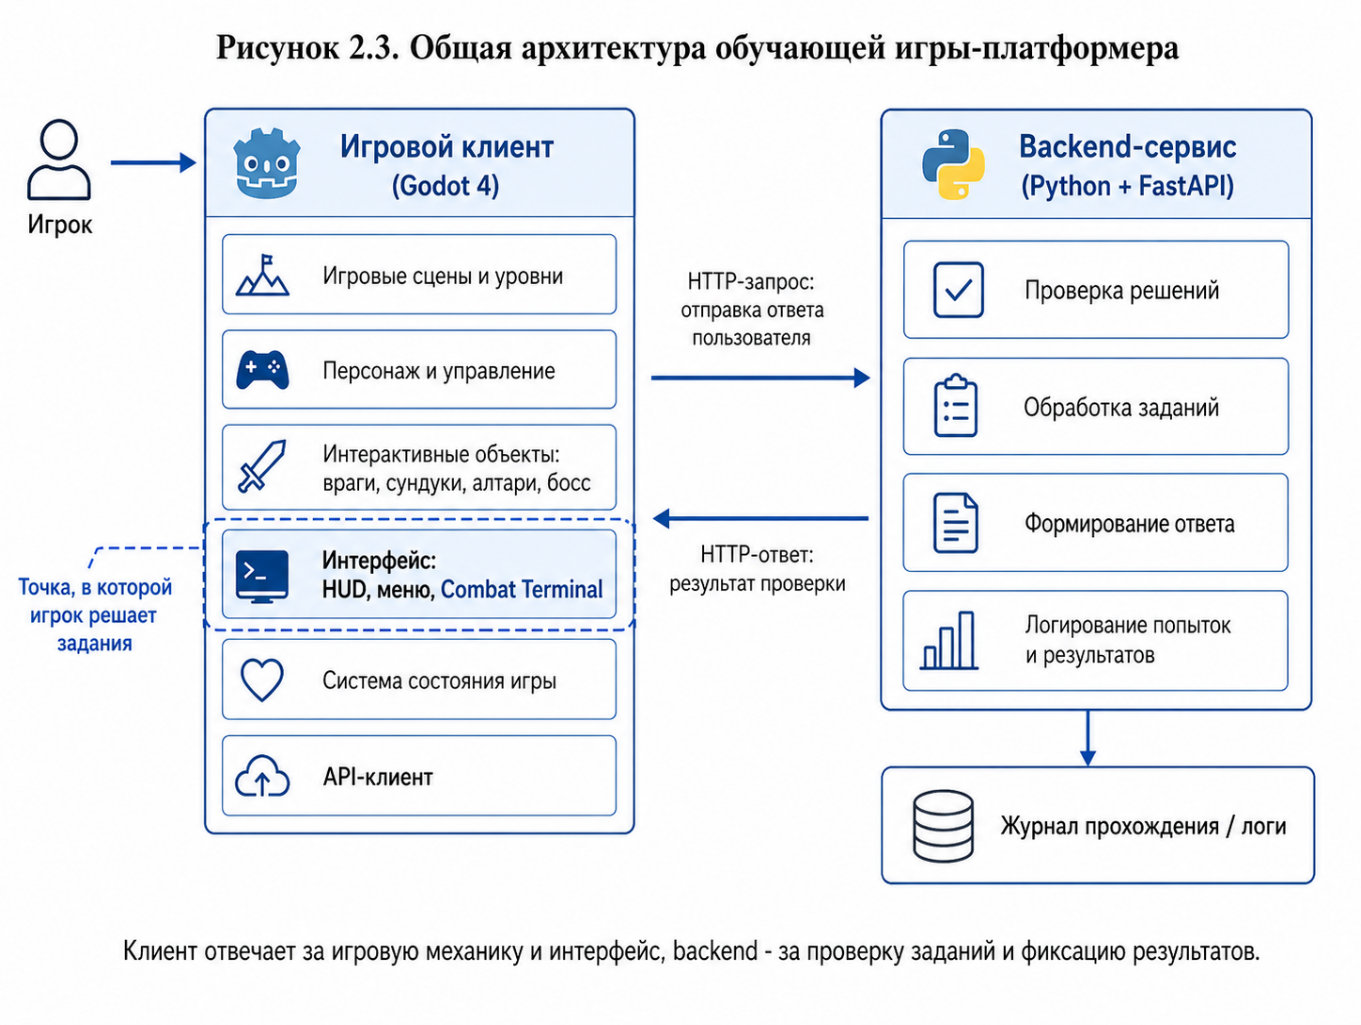 Рисунок 2.3. Общая архитектура обучающей игры-платформера
Игрок
Игровой клиент
(Godot 4)
Игровые сцены и уровни
Персонаж и управление
Интерактивные объекты:
враги, сундуки, алтари, босс
Интерфейс:
HUD, меню, Combat Terminal
Система состояния игры
API-клиент
Точка, в которой
игрок решает
задания
HTTP-запрос:
отправка ответа
пользователя
HTTP-ответ:
результат проверки
Backend-сервис
(Python + FastAPI)
Проверка решений
Обработка заданий
Формирование ответа
Логирование попыток
и результатов
Журнал прохождения / логи
Клиент отвечает за игровую механику и интерфейс, backend - за проверку заданий и фиксацию результатов.